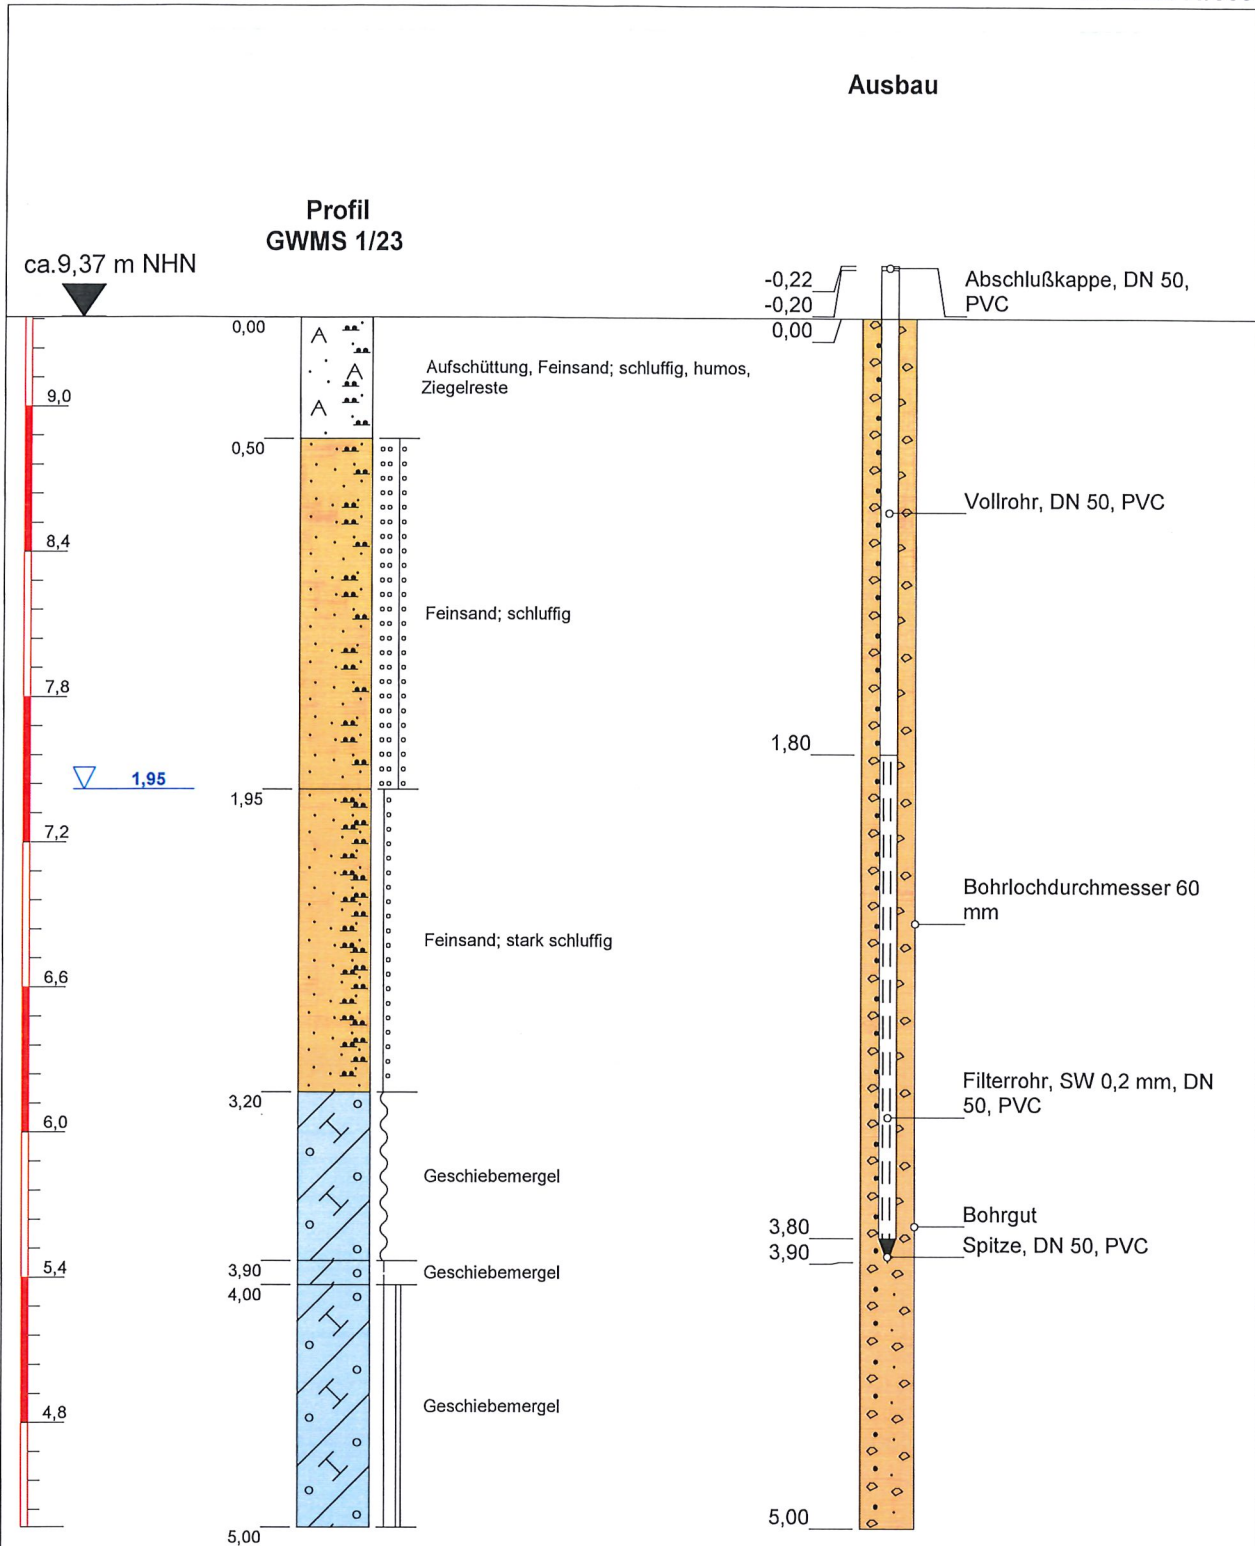 Ausbau
Profil
GWMS 1/23
ca.9,37 m NHN
9,0
8,4
7,8
1,95
7,2
6,6
6,0
5,4
4,8
0,00
0,50
1,95
3,20
3,90
4,00
5,00
Aufschüttung, Feinsand; schluffig, humos,
Ziegelreste
Feinsand; schluffig
Feinsand; stark schluffig
Geschiebemergel
Geschiebemergel
Geschiebemergel
-0,22
-0,20
0,00
1,80
3,80
3,90
5,00
Abschlußkappe, DN 50,
PVC
Vollrohr, DN 50, PVC
Bohrlochdurchmesser 60
mm
Filterrohr, SW 0,2 mm, DN
50, PVC
Bohrgut
Spitze, DN 50, PVC